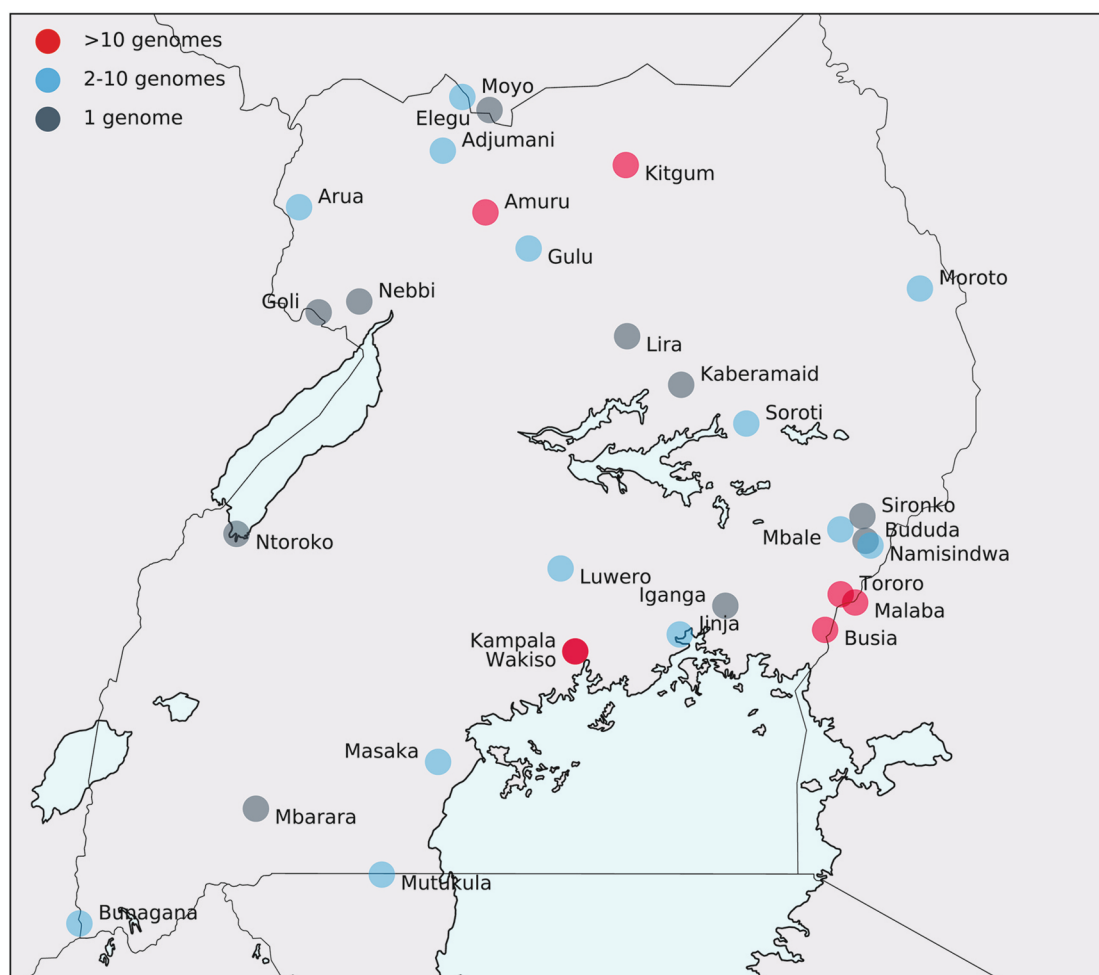 >10 genomes
2-10 genomes
1 genome
Moyo
Elegu
Adjumani
Kitgum
Arua
Amuru
Gulu
Moroto
Nebbi
Goli
Lira
Kaberamaid
Soroti
Sironko
Mbale
Bududa
Ntoroko
Namisindwa
Luwero
Iganga
Tororo
Malaba
Jinja
Busia
Kampala
Wakiso
Masaka
Mbarara
Mutukula
Bunagana